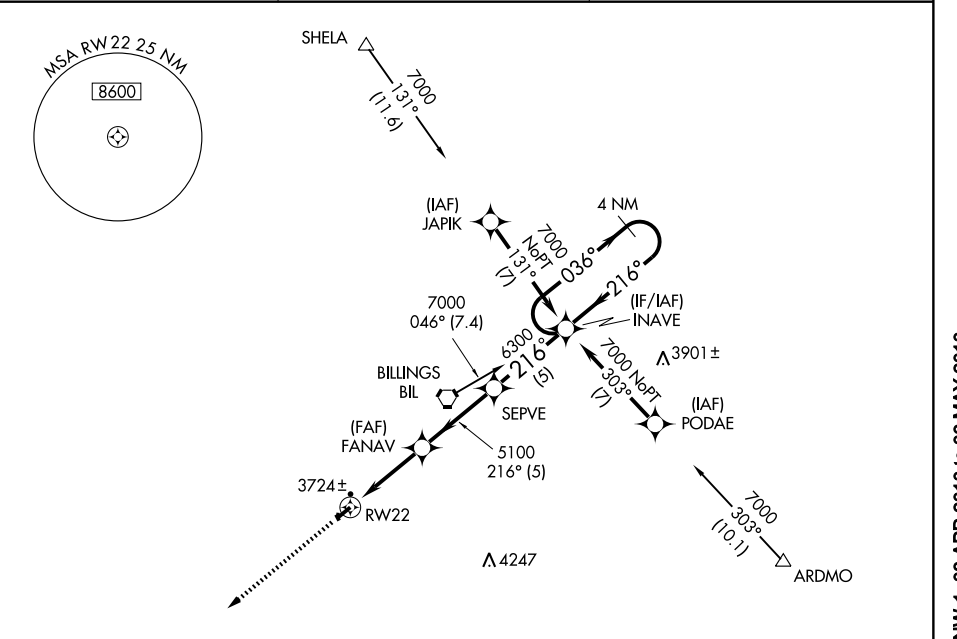 MSA RW22 25 NM
8600
SHELA
7000
131°
(11.6)
(IAF)
JAPIK
7000
NoPT
131°
(7)
4 NM
036°
216°
(IF/IAF)
INAVE
7000
046° (7.4)
6300
216°
(5)
BILLINGS
BIL
SEPVE
7000 NoPT
303°
(7)
3901±
(IAF)
PODAE
(FAF)
FANAV
5100
216° (5)
3724±
RW22
4247
7000
303°
(10.1)
ARDMO